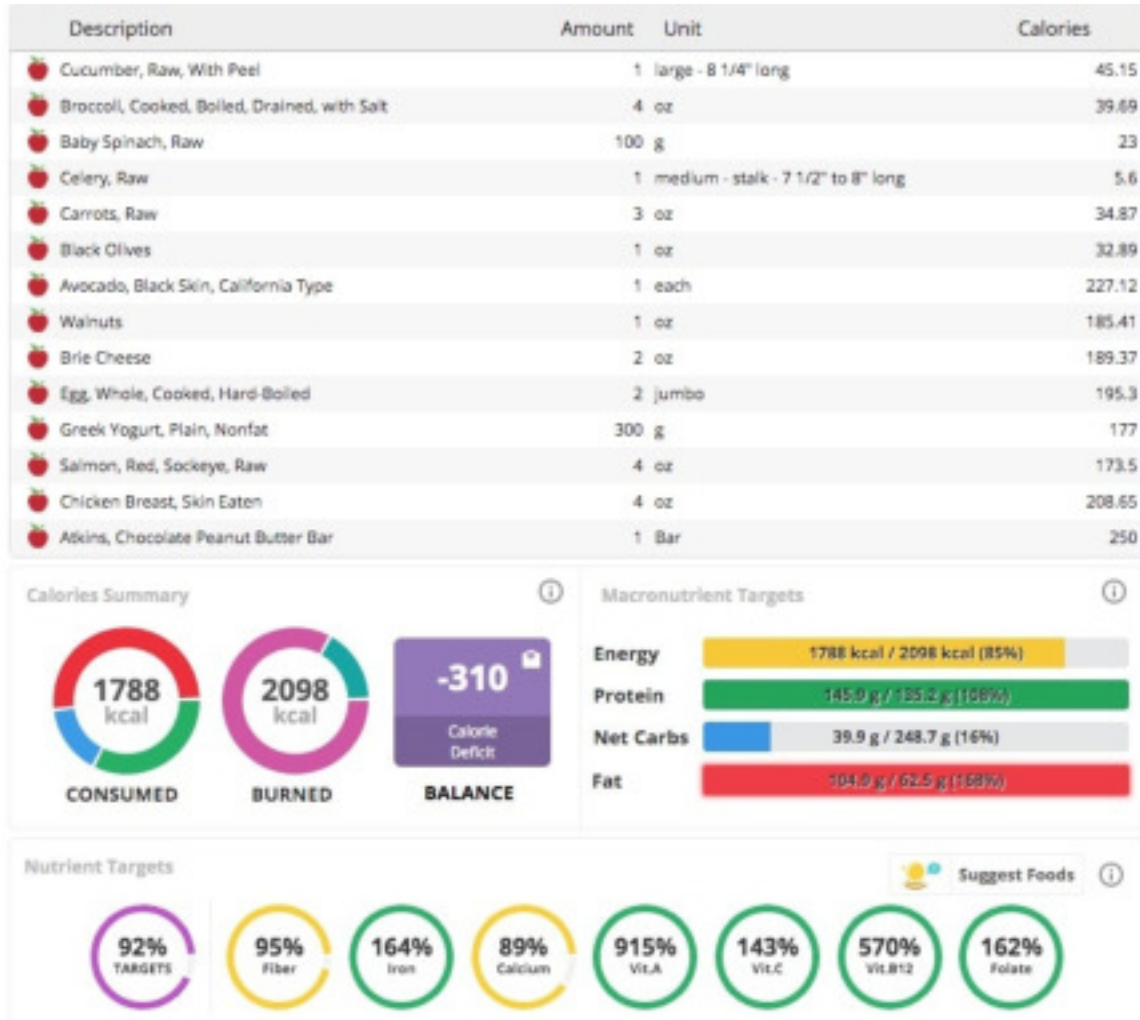 Description Amount Unit Calories
Cucumber, Raw, With Peel 1 large - 8 1/4" long 45.15
Broccoli, Cooked, Boiled, Drained, with Salt 4 oz 39.69
Baby Spinach, Raw 100 g 23
Celery, Raw 1 medium - stalk - 7 1/2" to 8" long 5.6
Carrots, Raw 3 oz 34.87
Black Olives 1 oz 32.89
Avocado, Black Skin, California Type 1 each 227.12
Walnuts 1 oz 185.41
Brie Cheese 2 oz 189.37
Egg, Whole, Cooked, Hard-Boiled 2 jumbo 195.3
Greek Yogurt, Plain, Nonfat 300 g 177
Salmon, Red, Sockeye, Raw 4 oz 173.5
Chicken Breast, Skin Eaten 4 oz 208.65
Atkins, Chocolate Peanut Butter Bar 1 Bar 250
Calories Summary
1788
kcal
CONSUMED
2098
kcal
BURNED
-310
Calorie
Deficit
BALANCE
Macronutrient Targets
Energy 1788 kcal / 2098 kcal (85%)
Protein 145.9 g / 135.2 g (108%)
Net Carbs 39.9 g / 248.7 g (16%)
Fat 104.9 g / 62.5 g (168%)
Nutrient Targets
Suggest Foods
92%
TARGETS
95%
Fiber
164%
Iron
89%
Calcium
915%
Vit.A
143%
Vit.C
570%
Vit.B12
162%
Folate